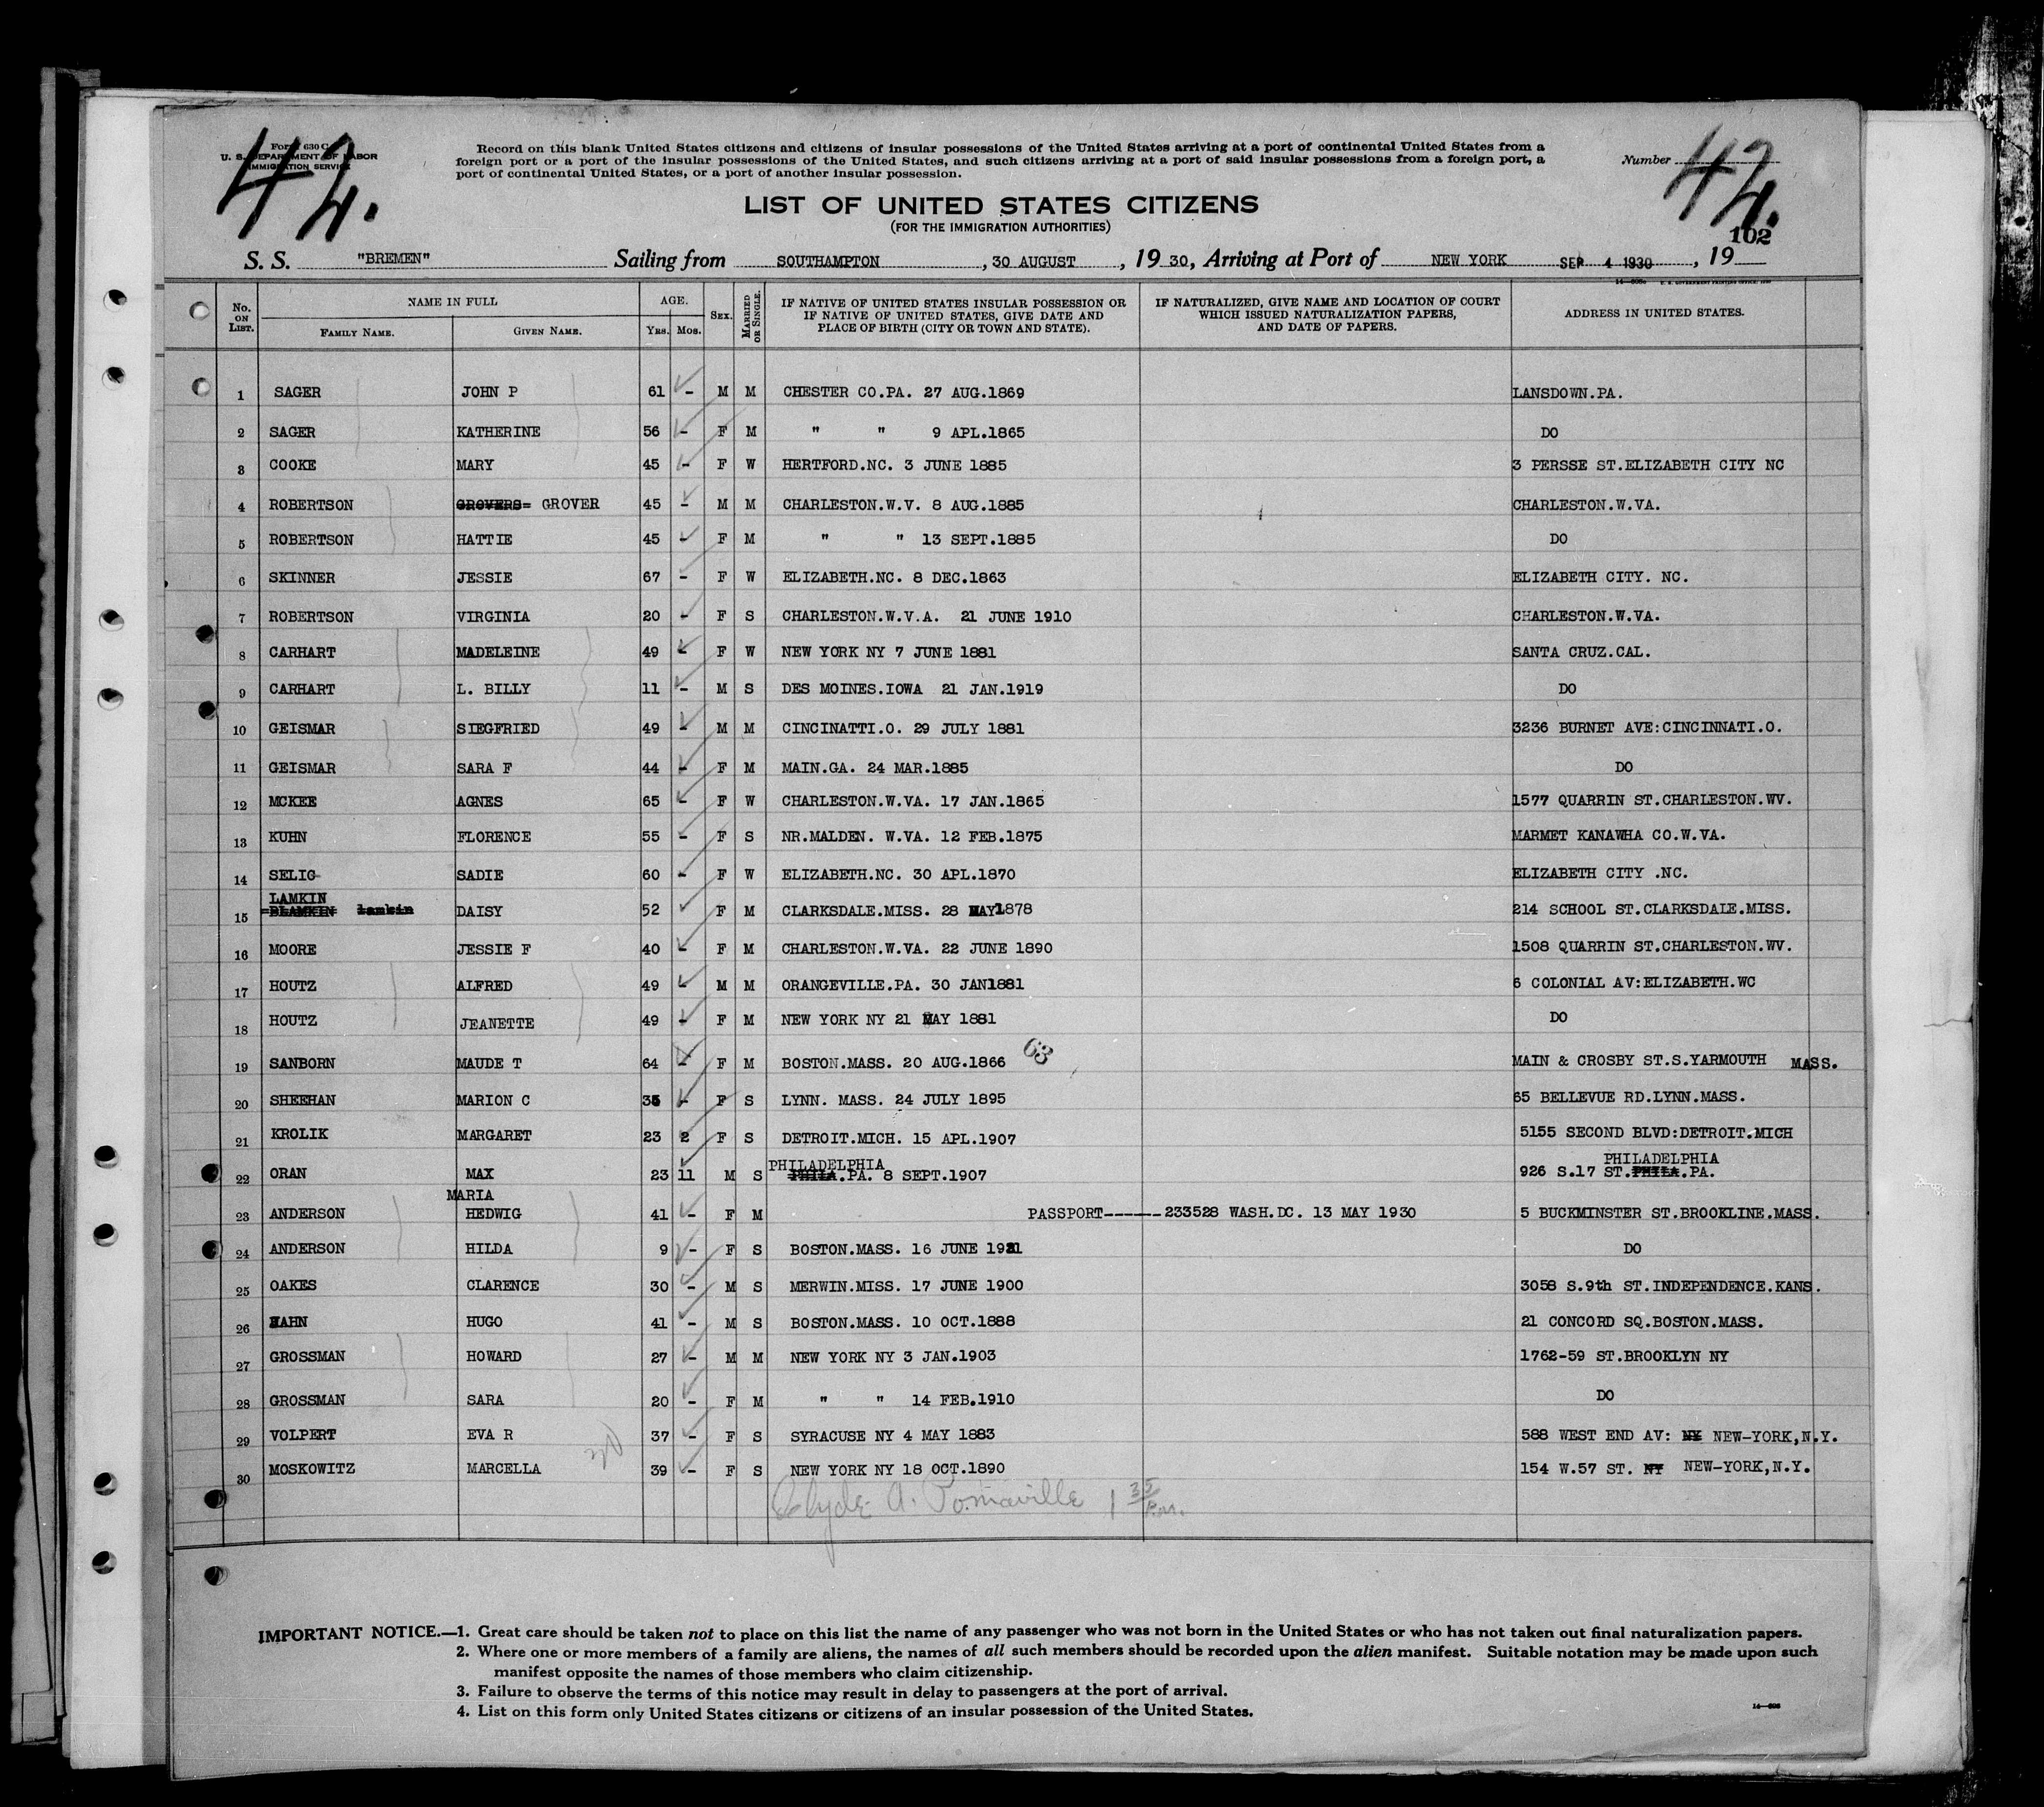 42.
Form 630 C
U. S. DEPARTMENT OF LABOR
IMMIGRATION SERVICE
Record on this blank United States citizens and citizens of insular possessions of the United States arriving at a port of continental United States from a
foreign port or a port of the insular possessions of the United States, and such citizens arriving at a port of said insular possessions from a foreign port, a
port of continental United States, or a port of another insular possession.
Number 42.
102
LIST OF UNITED STATES CITIZENS
(FOR THE IMMIGRATION AUTHORITIES)
S. S. "BREMEN" Sailing from SOUTHAMPTON, 30 AUGUST, 19 30, Arriving at Port of NEW YORK SEP 4 1930, 19
No. ON LIST. NAME IN FULL FAMILY NAME. GIVEN NAME. AGE. YRS. MOS. SEX. MARRIED OR SINGLE. IF NATIVE OF UNITED STATES INSULAR POSSESSION OR IF NATIVE OF UNITED STATES, GIVE DATE AND PLACE OF BIRTH (CITY OR TOWN AND STATE). IF NATURALIZED, GIVE NAME AND LOCATION OF COURT WHICH ISSUED NATURALIZATION PAPERS, AND DATE OF PAPERS. ADDRESS IN UNITED STATES.
1 SAGER JOHN P 61 - M M CHESTER CO.PA. 27 AUG.1869 LANSDOWN.PA.
2 SAGER KATHERINE 56 - F M " " 9 APL.1865 DO
3 COOKE MARY 45 - F W HERTFORD.NC. 3 JUNE 1885 3 PERSSE ST.ELIZABETH CITY NC
4 ROBERTSON GROVERS= GROVER 45 - M M CHARLESTON.W.V. 8 AUG.1885 CHARLESTON.W.VA.
5 ROBERTSON HATTIE 45 - F M " " 13 SEPT.1885 DO
6 SKINNER JESSIE 67 - F W ELIZABETH.NC. 8 DEC.1863 ELIZABETH CITY. NC.
7 ROBERTSON VIRGINIA 20 - F S CHARLESTON.W.V.A. 21 JUNE 1910 CHARLESTON.W.VA.
8 CARHART MADELEINE 49 - F W NEW YORK NY 7 JUNE 1881 SANTA CRUZ.CAL.
9 CARHART L. BILLY 11 - M S DES MOINES.IOWA 21 JAN.1919 DO
10 GEISMAR SIEGFRIED 49 - M M CINCINATTI.O. 29 JULY 1881 3236 BURNET AVE:CINCINNATI.O.
11 GEISMAR SARA F 44 - F M MAIN.GA. 24 MAR.1885 DO
12 MCKEE AGNES 65 - F W CHARLESTON.W.VA. 17 JAN.1865 1577 QUARRIN ST.CHARLESTON.WV.
13 KUHN FLORENCE 55 - F S NR.MALDEN. W.VA. 12 FEB.1875 MARMET KANAWHA CO.W.VA.
14 SELIG SADIE 60 - F W ELIZABETH.NC. 30 APL.1870 ELIZABETH CITY .NC.
LAMKIN
15 =BLAMKIN lamkin DAISY 52 F M CLARKSDALE.MISS. 28 MAY1878 214 SCHOOL ST.CLARKSDALE.MISS.
16 MOORE JESSIE F 40 - F M CHARLESTON.W.VA. 22 JUNE 1890 1508 QUARRIN ST.CHARLESTON.WV.
17 HOUTZ ALFRED 49 - M M ORANGEVILLE.PA. 30 JAN1881 6 COLONIAL AV:ELIZABETH.WC
18 HOUTZ JEANETTE 49 - F M NEW YORK NY 21 MAY 1881 DO
63
19 SANBORN MAUDE T 64 - F M BOSTON.MASS. 20 AUG.1866 MAIN & CROSBY ST.S.YARMOUTH MASS.
20 SHEEHAN MARION C 35 - F S LYNN. MASS. 24 JULY 1895 65 BELLEVUE RD.LYNN.MASS.
21 KROLIK MARGARET 23 2 F S DETROIT.MICH. 15 APL.1907 5155 SECOND BLVD:DETROIT.MICH
PHILADELPHIA PHILADELPHIA
22 ORAN MAX 23 11 M S PHILA.PA. 8 SEPT.1907 926 S.17 ST.PHILA.PA.
MARIA
23 ANDERSON HEDWIG 41 - F M PASSPORT------233528 WASH.DC. 13 MAY 1930 5 BUCKMINSTER ST.BROOKLINE.MASS.
24 ANDERSON HILDA 9 - F S BOSTON.MASS. 16 JUNE 1921 DO
25 OAKES CLARENCE 30 - M S MERWIN.MISS. 17 JUNE 1900 3058 S.9th ST.INDEPENDENCE.KANS.
26 HAHN HUGO 41 - M S BOSTON.MASS. 10 OCT.1888 21 CONCORD SQ.BOSTON.MASS.
27 GROSSMAN HOWARD 27 - M M NEW YORK NY 3 JAN.1903 1762-59 ST.BROOKLYN NY
28 GROSSMAN SARA 20 - F M " " 14 FEB.1910 DO
29 VOLPERT EVA R 37 - F S SYRACUSE NY 4 MAY 1883 588 WEST END AV: NY NEW-YORK,N.Y.
30 MOSKOWITZ MARCELLA 39 - F S NEW YORK NY 18 OCT.1890 154 W.57 ST. NY NEW-YORK,N.Y.
Clyde A. Pomaville 1 35 P.M.
IMPORTANT NOTICE.—1. Great care should be taken not to place on this list the name of any passenger who was not born in the United States or who has not taken out final naturalization papers.
2. Where one or more members of a family are aliens, the names of all such members should be recorded upon the alien manifest. Suitable notation may be made upon such
manifest opposite the names of those members who claim citizenship.
3. Failure to observe the terms of this notice may result in delay to passengers at the port of arrival.
4. List on this form only United States citizens or citizens of an insular possession of the United States.